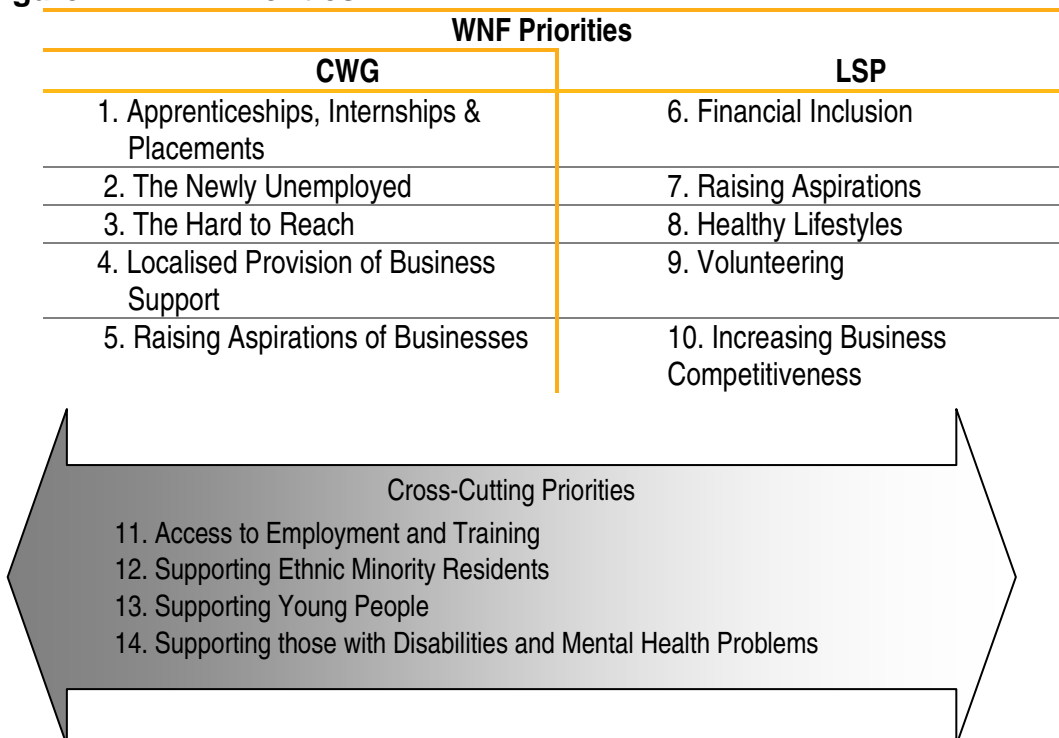 WNF Priorities
CWG LSP
1. Apprenticeships, Internships & 6. Financial Inclusion
Placements
2. The Newly Unemployed 7. Raising Aspirations
3. The Hard to Reach 8. Healthy Lifestyles
4. Localised Provision of Business 9. Volunteering
Support
5. Raising Aspirations of Businesses 10. Increasing Business
Competitiveness
Cross-Cutting Priorities
11. Access to Employment and Training
12. Supporting Ethnic Minority Residents
13. Supporting Young People
14. Supporting those with Disabilities and Mental Health Problems